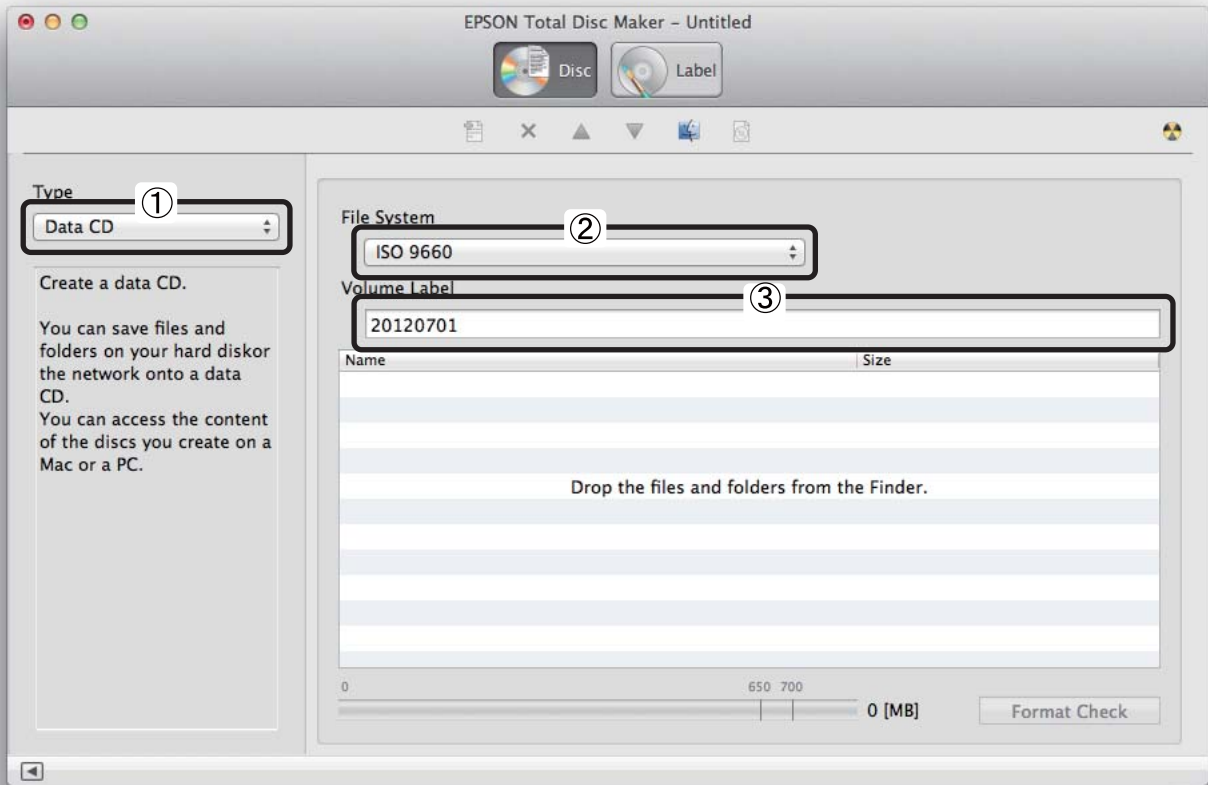 EPSON Total Disc Maker – Untitled
Disc
Label
Type
①
Data CD
Create a data CD.
You can save files and
folders on your hard diskor
the network onto a data
CD.
You can access the content
of the discs you create on a
Mac or a PC.
File System
②
ISO 9660
Volume Label
③
20120701
Name Size
Drop the files and folders from the Finder.
0 650 700
0 [MB]
Format Check